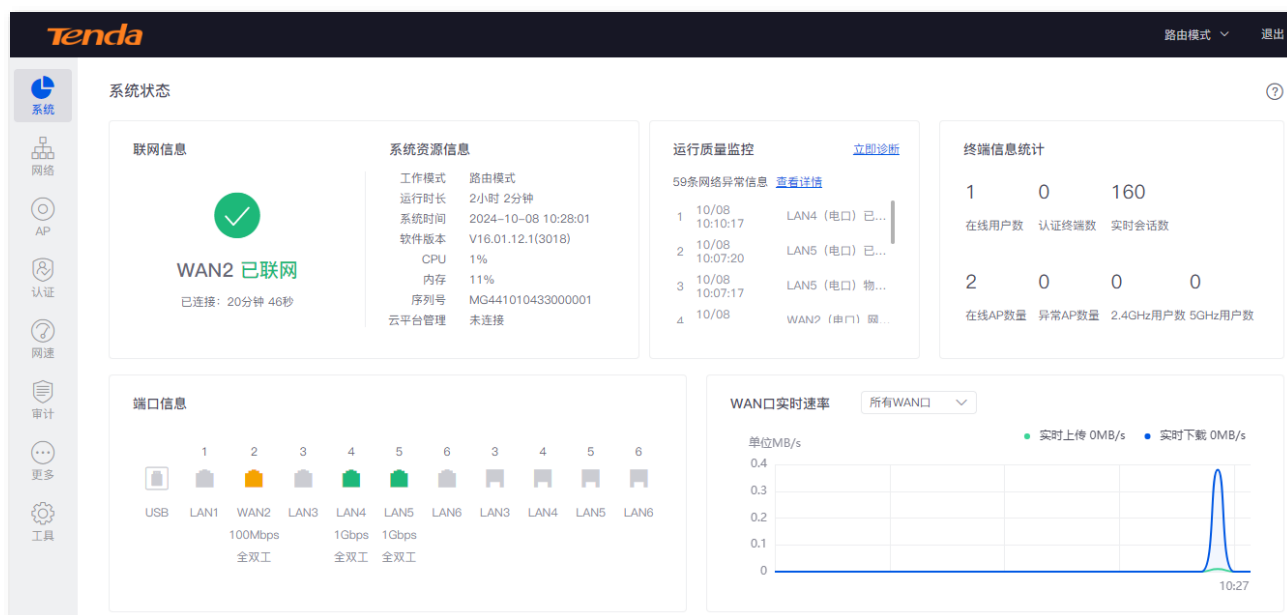 Tenda
路由模式 退出
系统
网络
AP
认证
网速
审计
更多
工具
系统状态
?
联网信息
WAN2 已联网
已连接：20分钟 46秒
系统资源信息
工作模式 路由模式
运行时长 2小时 2分钟
系统时间 2024-10-08 10:28:01
软件版本 V16.01.12.1(3018)
CPU 1%
内存 11%
序列号 MG441010433000001
云平台管理 未连接
运行质量监控 立即诊断
59条网络异常信息 查看详情
1 10/08 10:10:17 LAN4（电口）已...
2 10/08 10:07:20 LAN5（电口）已...
3 10/08 10:07:17 LAN5（电口）物...
4 10/08 WAN2（电口）网...
终端信息统计
1 0 160
在线用户数 认证终端数 实时会话数
2 0 0 0
在线AP数量 异常AP数量 2.4GHz用户数 5GHz用户数
端口信息
1 2 3 4 5 6 3 4 5 6
USB LAN1 WAN2 LAN3 LAN4 LAN5 LAN6 LAN3 LAN4 LAN5 LAN6
100Mbps 1Gbps 1Gbps
全双工 全双工 全双工
WAN口实时速率 所有WAN口
单位MB/s 实时上传 0MB/s 实时下载 0MB/s
0.4
0.3
0.2
0.1
0
10:27